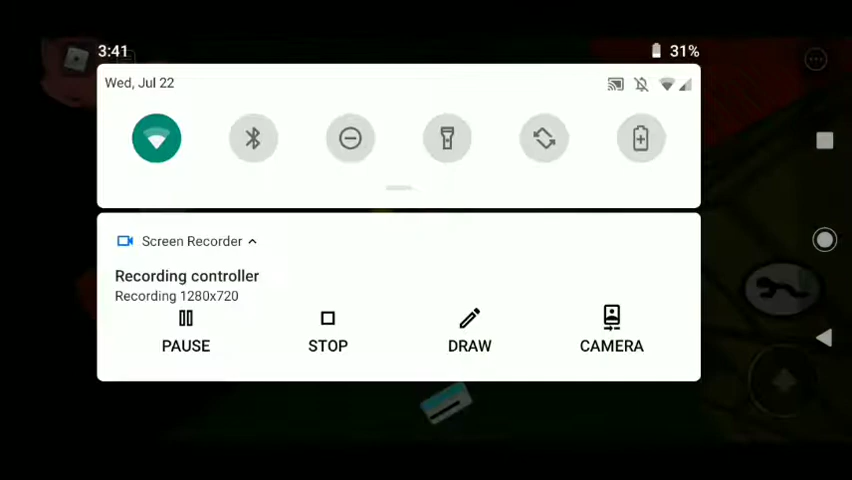 3:41
31%
Wed, Jul 22
Screen Recorder
Recording controller
Recording 1280x720
PAUSE
STOP
DRAW
CAMERA